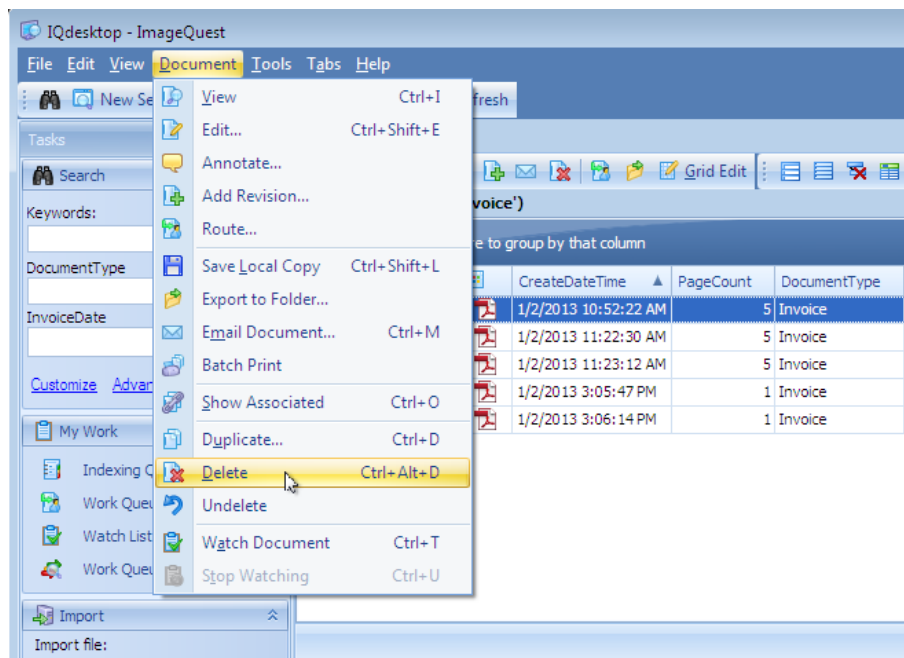 IQdesktop - ImageQuest
File Edit View Document Tools Tabs Help
New Se
fresh
View Ctrl+I
Edit... Ctrl+Shift+E
Annotate...
Add Revision...
Route...
Save Local Copy Ctrl+Shift+L
Export to Folder...
Email Document... Ctrl+M
Batch Print
Show Associated Ctrl+O
Duplicate... Ctrl+D
Delete Ctrl+Alt+D
Undelete
Watch Document Ctrl+T
Stop Watching Ctrl+U
Tasks
Search
Keywords:
DocumentType
InvoiceDate
Customize Advan
My Work
Indexing Q
Work Queu
Watch List
Work Queu
Import
Import file:
Grid Edit
voice')
e to group by that column
CreateDateTime PageCount DocumentType
1/2/2013 10:52:22 AM 5 Invoice
1/2/2013 11:22:30 AM 5 Invoice
1/2/2013 11:23:12 AM 5 Invoice
1/2/2013 3:05:47 PM 1 Invoice
1/2/2013 3:06:14 PM 1 Invoice